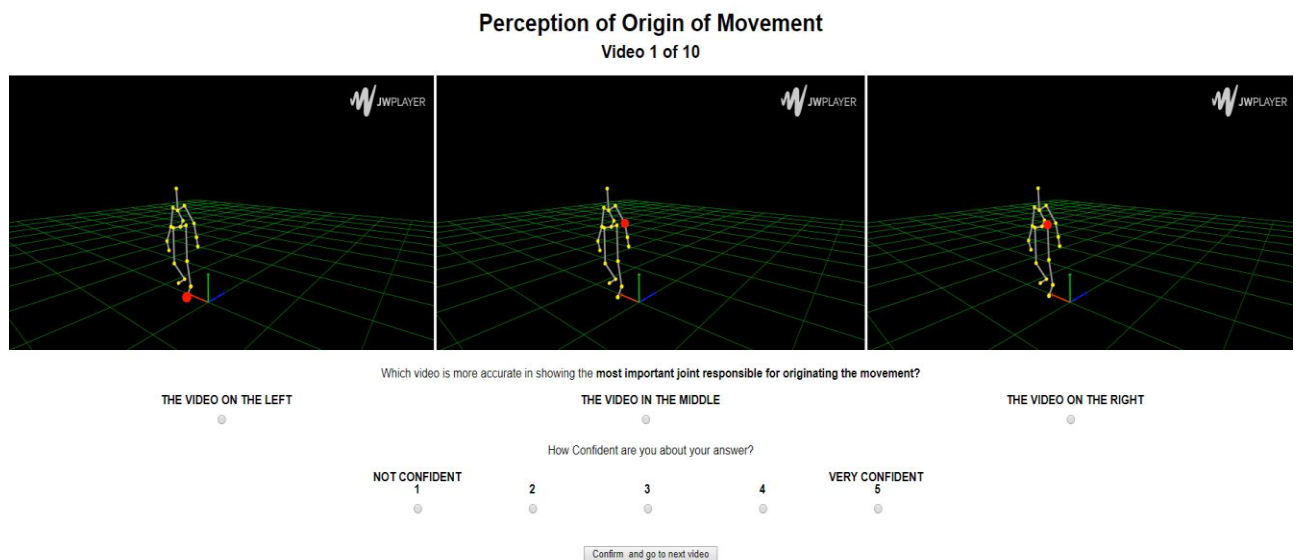 Perception of Origin of Movement
Video 1 of 10
JWPLAYER JWPLAYER JWPLAYER
Which video is more accurate in showing the most important joint responsible for originating the movement?
THE VIDEO ON THE LEFT THE VIDEO IN THE MIDDLE THE VIDEO ON THE RIGHT
How Confident are you about your answer?
NOT CONFIDENT VERY CONFIDENT
1 2 3 4 5
Confirm and go to next video